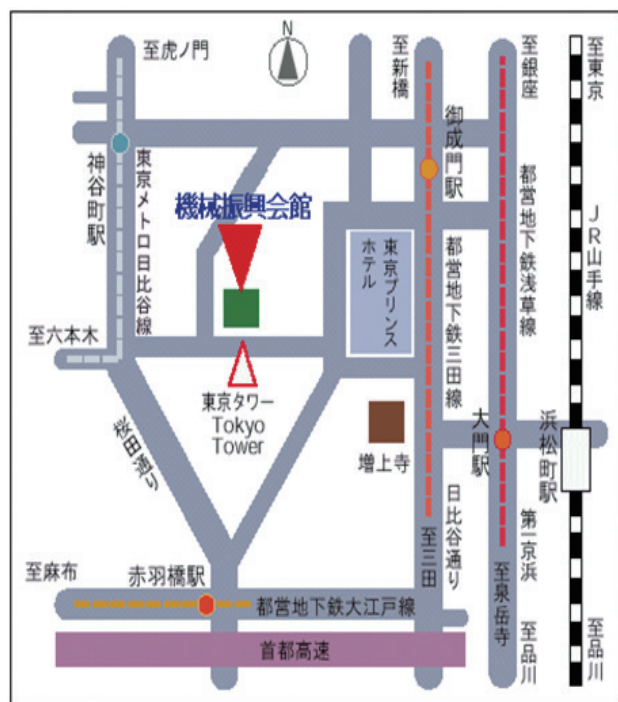 至虎ノ門
N
至新橋
至銀座
至東京
御成門駅
神谷町駅
東京メトロ日比谷線
機械振興会館
都営地下鉄浅草線
JR山手線
東京プリンス
ホテル
都営地下鉄三田線
至六本木
東京タワー
Tokyo
Tower
桜田通り
増上寺
大門駅
浜松町駅
日比谷通り
第一京浜
至三田
至泉岳寺
至麻布
赤羽橋駅
都営地下鉄大江戸線
首都高速
至品川
至品川